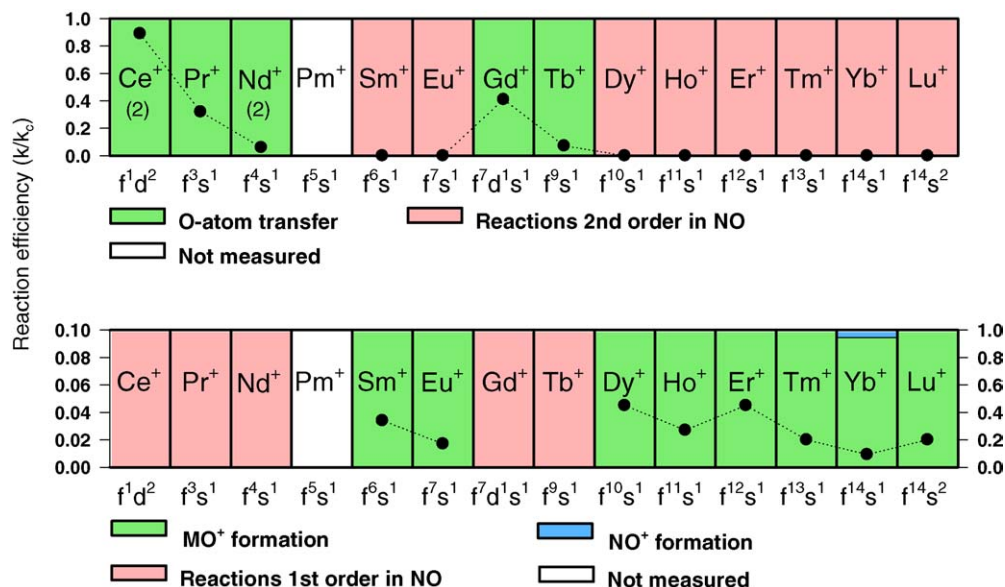 Reaction efficiency (k/k_c)
1.0
0.8
0.6
0.4
0.2
0.0
Ce⁺ Pr⁺ Nd⁺ Pm⁺ Sm⁺ Eu⁺ Gd⁺ Tb⁺ Dy⁺ Ho⁺ Er⁺ Tm⁺ Yb⁺ Lu⁺
(2) (2)
f¹d² f³s¹ f⁴s¹ f⁵s¹ f⁶s¹ f⁷s¹ f⁷d¹s¹ f⁹s¹ f¹⁰s¹ f¹¹s¹ f¹²s¹ f¹³s¹ f¹⁴s¹ f¹⁴s²
O-atom transfer
Reactions 2nd order in NO
Not measured
0.10 1.0
0.08 0.8
0.06 0.6
0.04 0.4
0.02 0.2
0.00 0.0
Ce⁺ Pr⁺ Nd⁺ Pm⁺ Sm⁺ Eu⁺ Gd⁺ Tb⁺ Dy⁺ Ho⁺ Er⁺ Tm⁺ Yb⁺ Lu⁺
f¹d² f³s¹ f⁴s¹ f⁵s¹ f⁶s¹ f⁷s¹ f⁷d¹s¹ f⁹s¹ f¹⁰s¹ f¹¹s¹ f¹²s¹ f¹³s¹ f¹⁴s¹ f¹⁴s²
MO⁺ formation
NO⁺ formation
Reactions 1st order in NO
Not measured